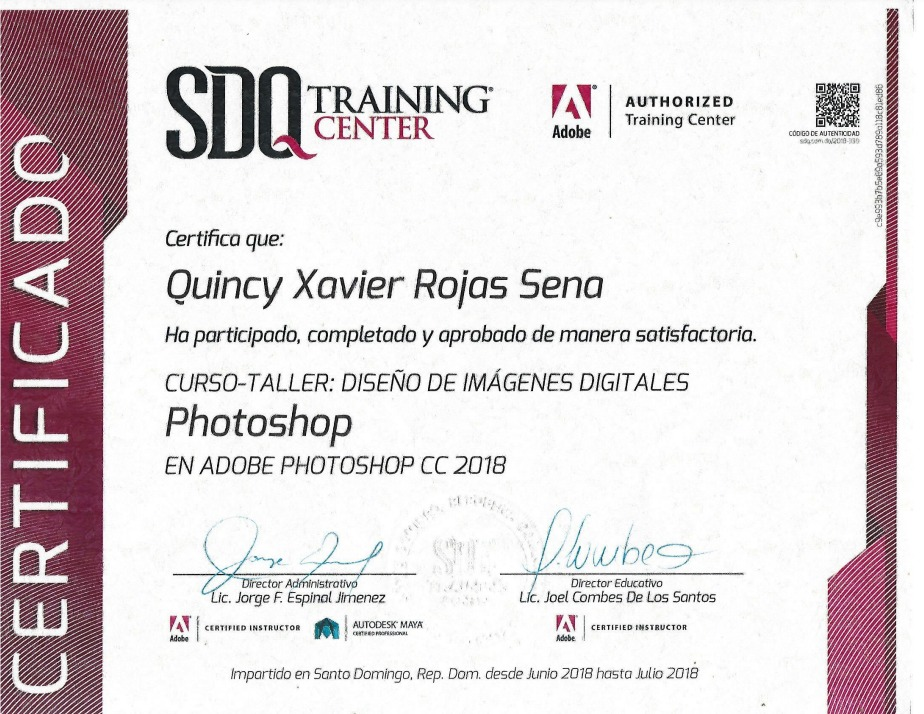 CERTIFICADO
SDQ TRAINING CENTER
Adobe
AUTHORIZED
Training Center
CÓDIGO DE AUTENTICIDAD
Certifica que:
Quincy Xavier Rojas Sena
Ha participado, completado y aprobado de manera satisfactoria.
CURSO-TALLER: DISEÑO DE IMÁGENES DIGITALES
Photoshop
EN ADOBE PHOTOSHOP CC 2018
Director Administrativo
Lic. Jorge F. Espinal Jimenez
Adobe
CERTIFIED INSTRUCTOR
AUTODESK® MAYA®
CERTIFIED PROFESSIONAL
Director Educativo
Lic. Joel Combes De Los Santos
Adobe
CERTIFIED INSTRUCTOR
Impartido en Santo Domingo, Rep. Dom. desde Junio 2018 hasta Julio 2018